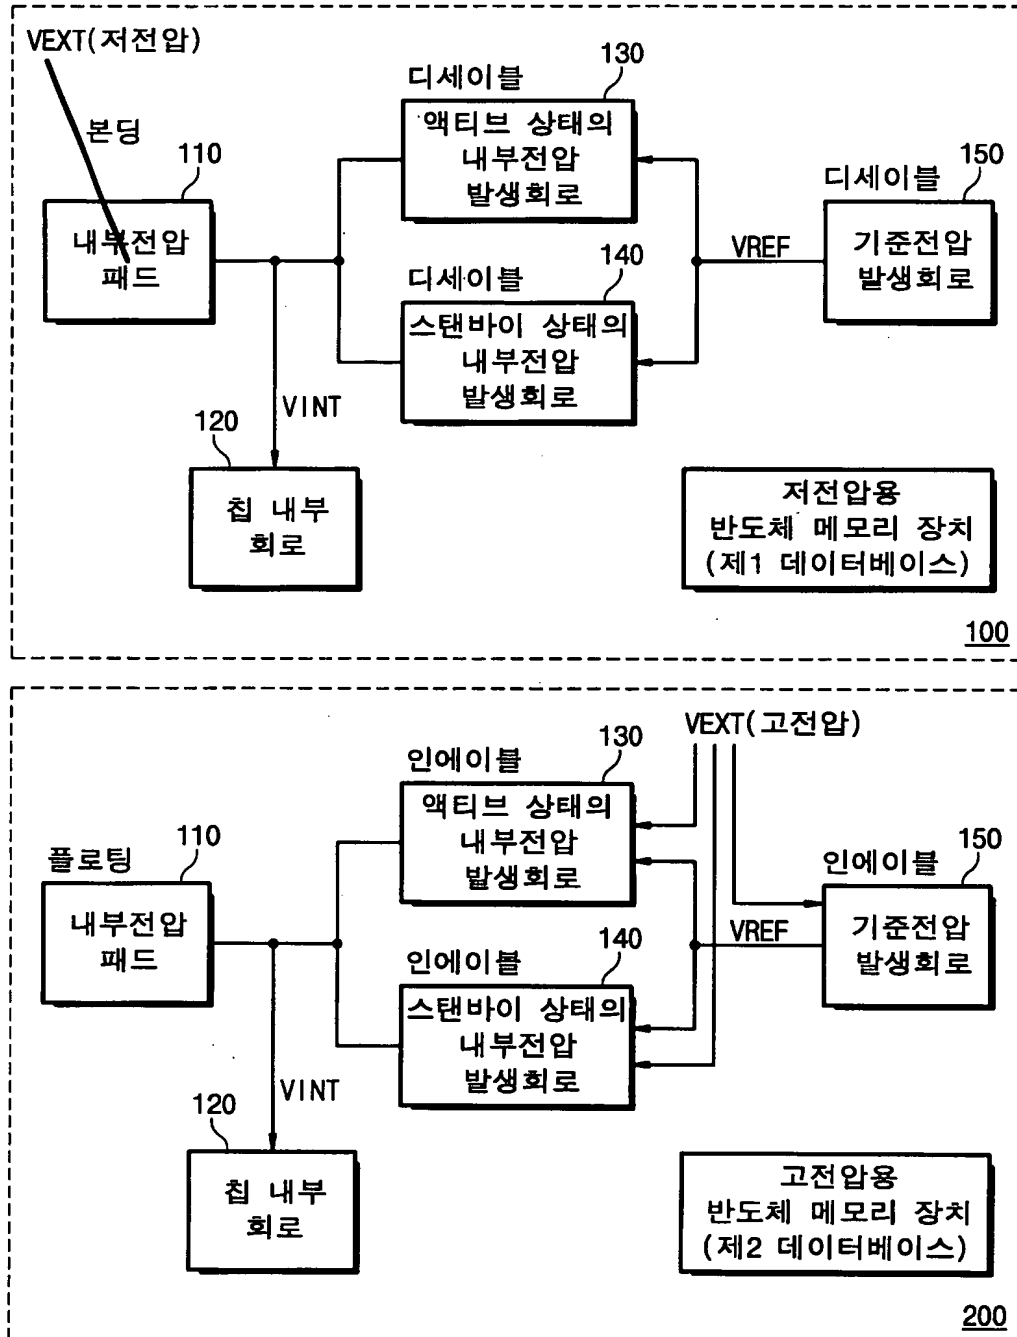 VEXT(저전압)
본딩
110
내부전압
패드
디세이블
130
액티브 상태의
내부전압
발생회로
디세이블
140
스탠바이 상태의
내부전압
발생회로
VREF
디세이블
150
기준전압
발생회로
VINT
120
칩 내부
회로
저전압용
반도체 메모리 장치
(제1 데이터베이스)
100
VEXT(고전압)
인에이블
130
액티브 상태의
내부전압
발생회로
플로팅
110
내부전압
패드
인에이블
140
스탠바이 상태의
내부전압
발생회로
VREF
인에이블
150
기준전압
발생회로
VINT
120
칩 내부
회로
고전압용
반도체 메모리 장치
(제2 데이터베이스)
200